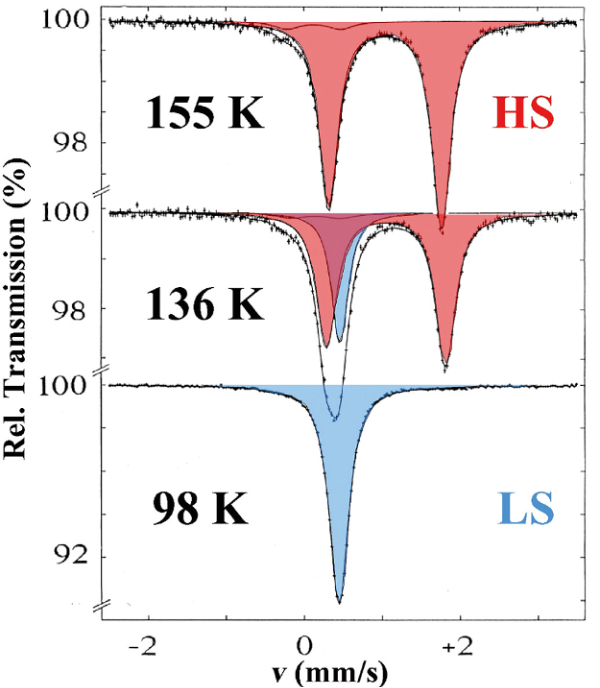 100
155 K
HS
98
100
136 K
98
100
98 K
LS
92
Rel. Transmission (%)
-2
0
+2
v (mm/s)